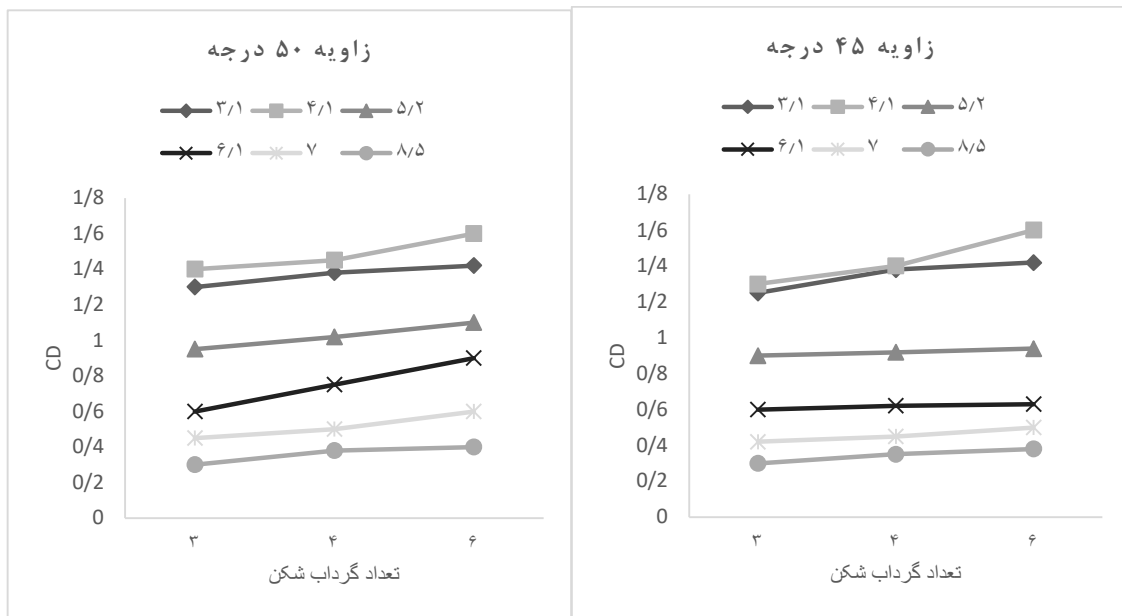 زاویه ۵۰ درجه
۳٫۱ ۴٫۱ ۵٫۲
۶٫۱ ۷ ۸٫۵
CD
1/8
1/6
1/4
1/2
1
0/8
0/6
0/4
0/2
0
۳ ۴ ۶
تعداد گرداب شکن
زاویه ۴۵ درجه
۳٫۱ ۴٫۱ ۵٫۲
۶٫۱ ۷ ۸٫۵
CD
1/8
1/6
1/4
1/2
1
0/8
0/6
0/4
0/2
0
۳ ۴ ۶
تعداد گرداب شکن